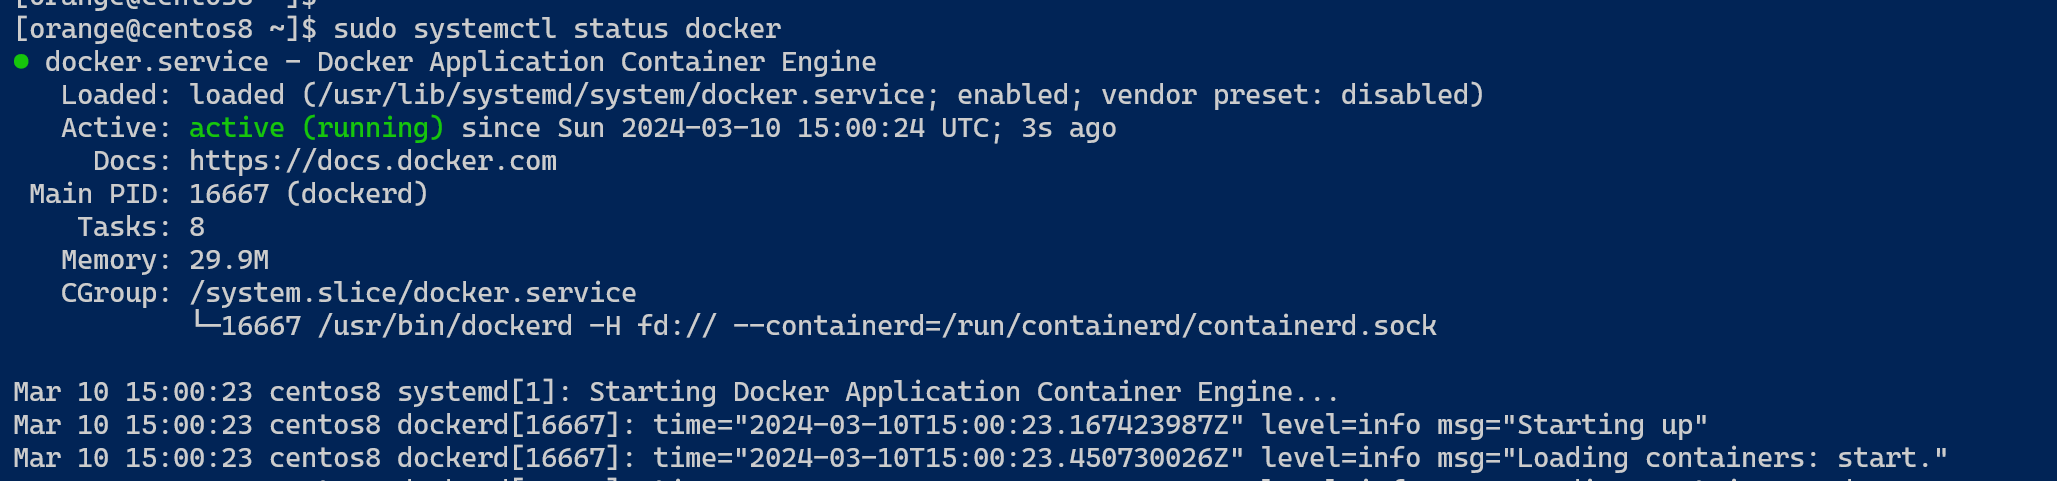 [orange@centos8 ~]$
[orange@centos8 ~]$ sudo systemctl status docker
● docker.service - Docker Application Container Engine
   Loaded: loaded (/usr/lib/systemd/system/docker.service; enabled; vendor preset: disabled)
   Active: active (running) since Sun 2024-03-10 15:00:24 UTC; 3s ago
     Docs: https://docs.docker.com
 Main PID: 16667 (dockerd)
    Tasks: 8
   Memory: 29.9M
   CGroup: /system.slice/docker.service
           └─16667 /usr/bin/dockerd -H fd:// --containerd=/run/containerd/containerd.sock
Mar 10 15:00:23 centos8 systemd[1]: Starting Docker Application Container Engine...
Mar 10 15:00:23 centos8 dockerd[16667]: time="2024-03-10T15:00:23.167423987Z" level=info msg="Starting up"
Mar 10 15:00:23 centos8 dockerd[16667]: time="2024-03-10T15:00:23.450730026Z" level=info msg="Loading containers: start."